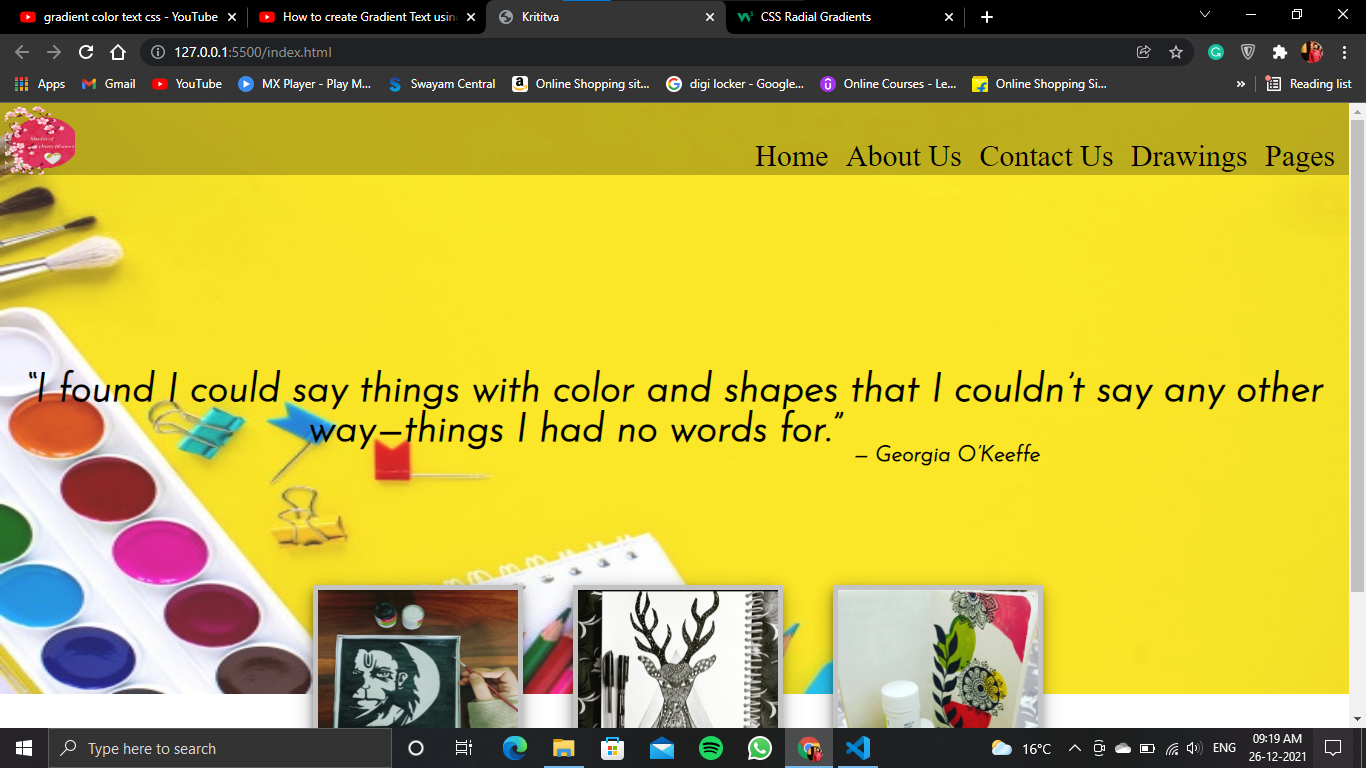 gradient color text css - YouTube
How to create Gradient Text usin
Krititva
CSS Radial Gradients
127.0.0.1:5500/index.html
Apps
Gmail
YouTube
MX Player - Play M...
Swayam Central
Online Shopping sit...
digi locker - Google...
Online Courses - Le...
Online Shopping Si...
»
Reading list
Home About Us Contact Us Drawings Pages
“I found I could say things with color and shapes that I couldn’t say any other
way—things I had no words for.”
— Georgia O’Keeffe
Type here to search
16°C
ENG
09:19 AM
26-12-2021